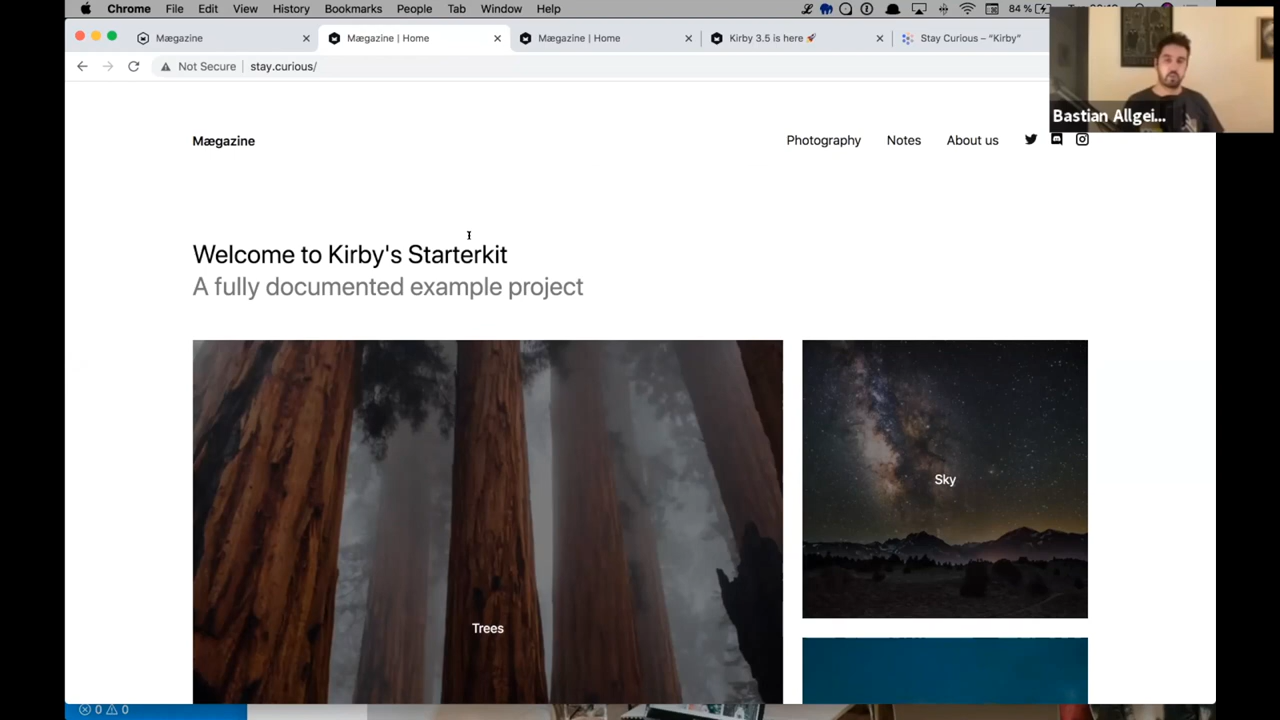 Chrome File Edit View History Bookmarks People Tab Window Help 84 %
Mægazine
Mægazine | Home
Mægazine | Home
Kirby 3.5 is here 🚀
Stay Curious – “Kirby”
Not Secure stay.curious/
Bastian Allgei...
Mægazine
Photography Notes About us
Welcome to Kirby's Starterkit
A fully documented example project
Sky
Trees
0 0